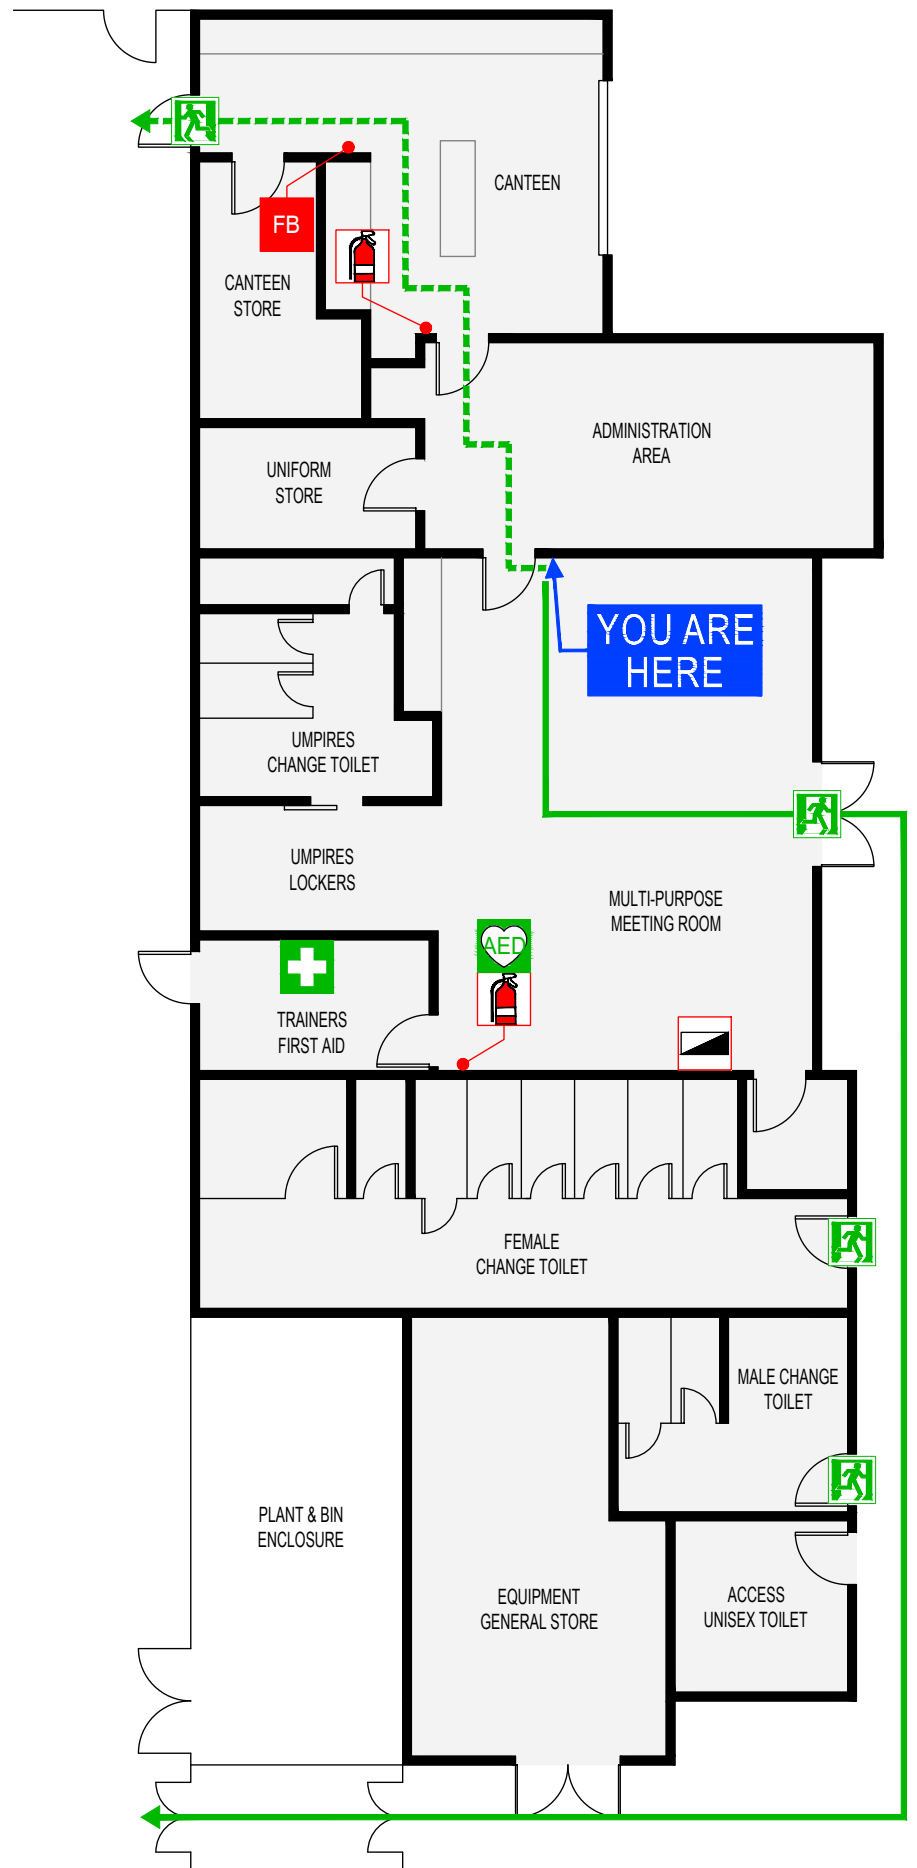 CANTEEN
FB
CANTEEN
STORE
ADMINISTRATION
AREA
UNIFORM
STORE
YOU ARE
HERE
UMPIRES
CHANGE TOILET
UMPIRES
LOCKERS
MULTI-PURPOSE
MEETING ROOM
AED
TRAINERS
FIRST AID
FEMALE
CHANGE TOILET
MALE CHANGE
TOILET
PLANT & BIN
ENCLOSURE
EQUIPMENT
GENERAL STORE
ACCESS
UNISEX TOILET